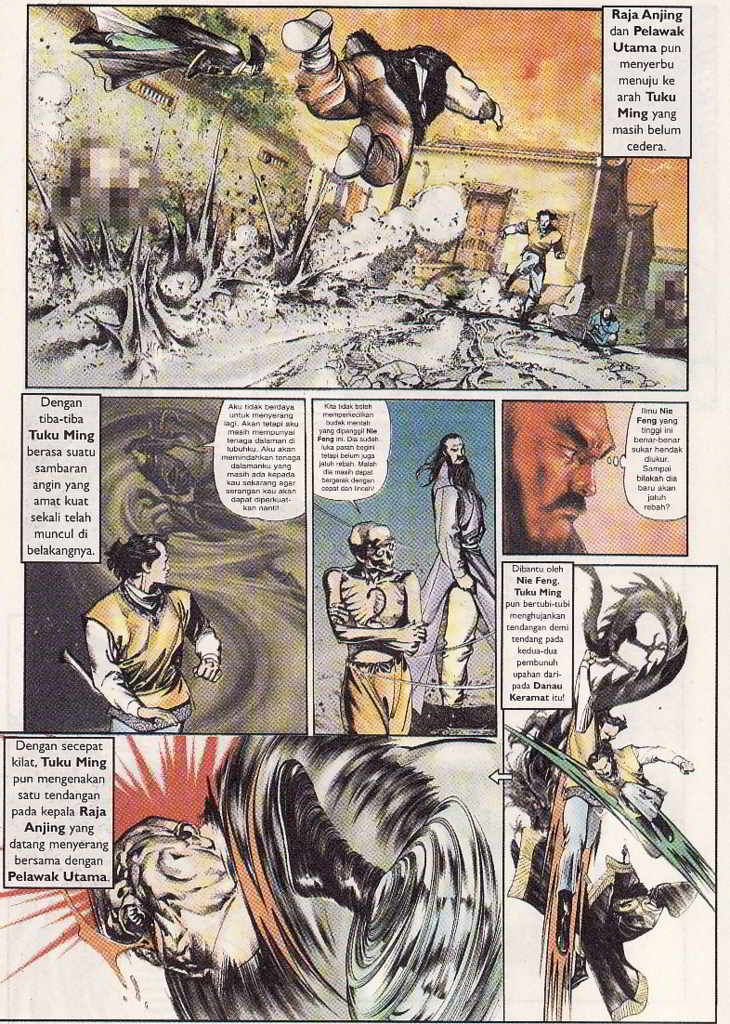 Raja Anjing
dan Pelawak
Utama pun
menyerbu
menuju ke
arah Tuku
Ming yang
masih belum
cedera.
Dengan
tiba-tiba
Tuku Ming
berasa suatu
sambaran
angin yang
amat kuat
sekali telah
muncul di
belakangnya.
Aku tidak berdaya
untuk menyerang
lagi. Akan tetapi aku
masih mempunyai
tenaga dalaman di
tubuhku. Aku akan
memindahkan tenaga
dalamanku yang
masih ada kepada
kau sekarang agar
serangan kau akan
dapat diperkuat-
kan nanti!
Kita tidak boleh
memperkecilkan
budak mentah
yang dipanggil Nie
Feng ini. Dia sudah
luka parah begini
tetapi belum juga
jatuh rebah. Malah
dia masih dapat
bergerak dengan
cepat dan lincah!
Ilmu Nie
Feng yang
tinggi ini
benar-benar
sukar hendak
diukur.
Sampai
bilakah dia
baru akan
jatuh
rebah?
Dibantu oleh
Nie Feng.
Tuku Ming
pun bertubi-tubi
menghujankan
tendangan demi
tendang pada
kedua-dua
pembunuh
upahan dari-
pada Danau
Keramat itu!
Dengan secepat
kilat, Tuku Ming
pun mengenakan
satu tendangan
pada kepala Raja
Anjing yang
datang menyerang
bersama dengan
Pelawak Utama.